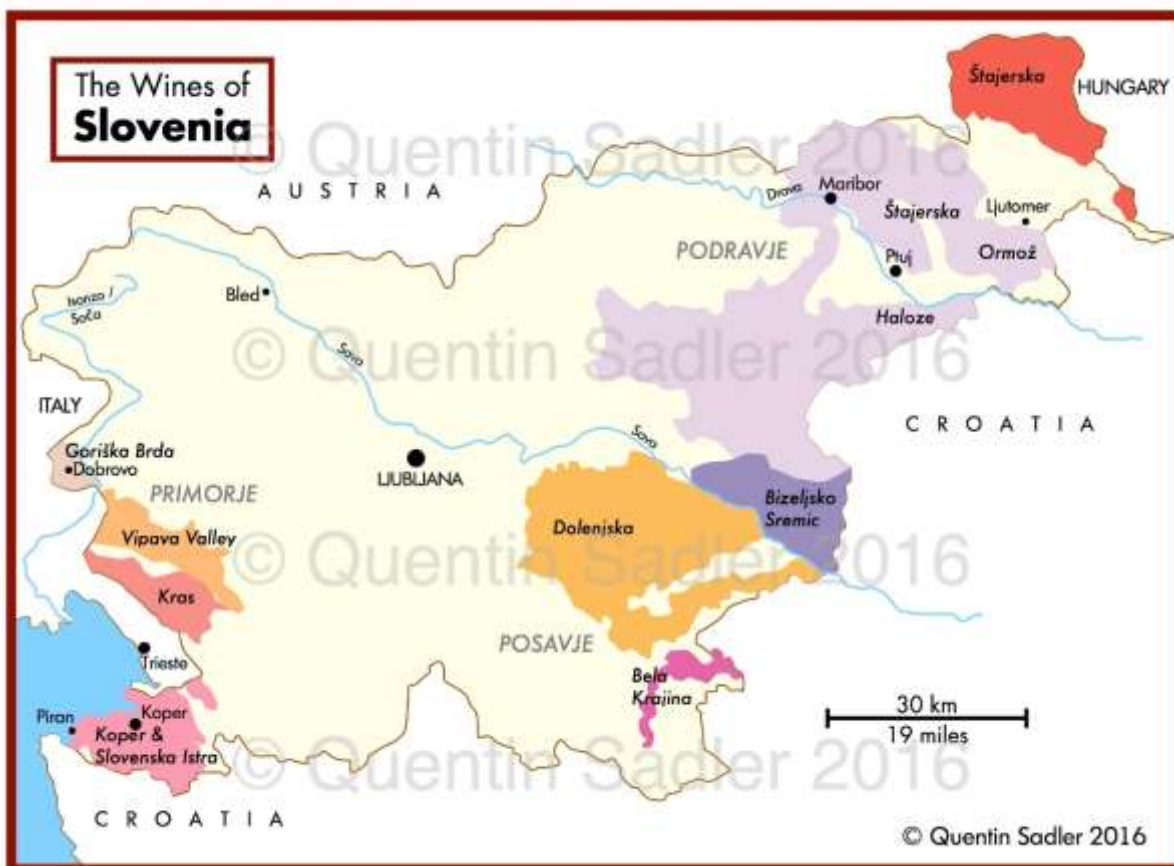 The Wines of
Slovenia
© Quentin Sadler 2016
Štajerska
HUNGARY
AUSTRIA
Drava
Maribor
Štajerska
Ljutomer
PODRAVJE
Ormož
Ptuj
Isonzo /
Soča
Bled
Haloze
© Quentin Sadler 2016
Sava
ITALY
CROATIA
Sava
Goriška Brda
Dobrovo
LJUBLJANA
PRIMORJE
Bizeljsko
Sremic
Dolenjska
Vipava Valley
© Quentin Sadler 2016
Kras
POSAVJE
Trieste
Bela
Krajina
Piran
Koper
30 km
19 miles
Koper &
Slovenska Istra
© Quentin Sadler 2016
CROATIA
© Quentin Sadler 2016